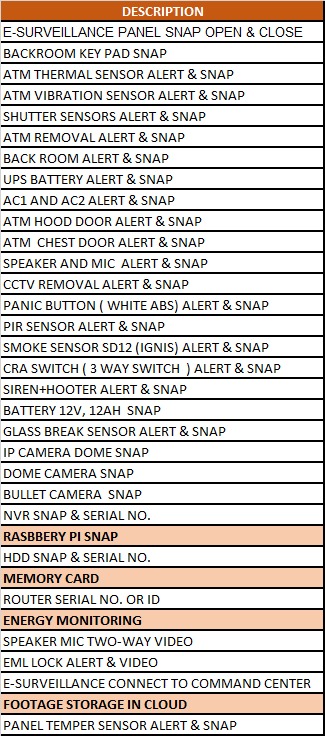 DESCRIPTION
E-SURVEILLANCE PANEL SNAP OPEN & CLOSE
BACKROOM KEY PAD SNAP
ATM THERMAL SENSOR ALERT & SNAP
ATM VIBRATION SENSOR ALERT & SNAP
SHUTTER SENSORS ALERT & SNAP
ATM REMOVAL ALERT & SNAP
BACK ROOM ALERT & SNAP
UPS BATTERY ALERT & SNAP
AC1 AND AC2 ALERT & SNAP
ATM HOOD DOOR ALERT & SNAP
ATM  CHEST DOOR ALERT & SNAP
SPEAKER AND MIC  ALERT & SNAP
CCTV REMOVAL ALERT & SNAP
PANIC BUTTON ( WHITE ABS) ALERT & SNAP
PIR SENSOR ALERT & SNAP
SMOKE SENSOR SD12 (IGNIS) ALERT & SNAP
CRA SWITCH ( 3 WAY SWITCH  ) ALERT & SNAP
SIREN+HOOTER ALERT & SNAP
BATTERY 12V, 12AH  SNAP
GLASS BREAK SENSOR ALERT & SNAP
IP CAMERA DOME SNAP
DOME CAMERA SNAP
BULLET CAMERA  SNAP
NVR SNAP & SERIAL NO.
RASBBERY PI SNAP
HDD SNAP & SERIAL NO.
MEMORY CARD
ROUTER SERIAL NO. OR ID
ENERGY MONITORING
SPEAKER MIC TWO-WAY VIDEO
EML LOCK ALERT & VIDEO
E-SURVEILLANCE CONNECT TO COMMAND CENTER
FOOTAGE STORAGE IN CLOUD
PANEL TEMPER SENSOR ALERT & SNAP